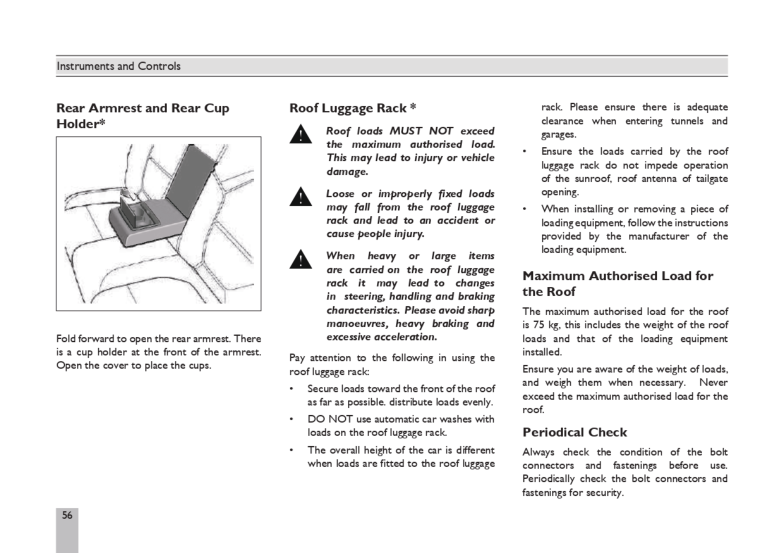 Instruments and Controls
Rear Armrest and Rear Cup
Holder*
Fold forward to open the rear armrest. There
is a cup holder at the front of the armrest.
Open the cover to place the cups.
Roof Luggage Rack *
Roof loads MUST NOT exceed
the maximum authorised load.
This may lead to injury or vehicle
damage.
Loose or improperly fixed loads
may fall from the roof luggage
rack and lead to an accident or
cause people injury.
When heavy or large items
are carried on the roof luggage
rack it may lead to changes
in steering, handling and braking
characteristics. Please avoid sharp
manoeuvres, heavy braking and
excessive acceleration.
Pay attention to the following in using the
roof luggage rack:
• Secure loads toward the front of the roof
as far as possible. distribute loads evenly.
• DO NOT use automatic car washes with
loads on the roof luggage rack.
• The overall height of the car is different
when loads are fitted to the roof luggage
rack. Please ensure there is adequate
clearance when entering tunnels and
garages.
• Ensure the loads carried by the roof
luggage rack do not impede operation
of the sunroof, roof antenna of tailgate
opening.
• When installing or removing a piece of
loading equipment, follow the instructions
provided by the manufacturer of the
loading equipment.
Maximum Authorised Load for
the Roof
The maximum authorised load for the roof
is 75 kg, this includes the weight of the roof
loads and that of the loading equipment
installed.
Ensure you are aware of the weight of loads,
and weigh them when necessary. Never
exceed the maximum authorised load for the
roof.
Periodical Check
Always check the condition of the bolt
connectors and fastenings before use.
Periodically check the bolt connectors and
fastenings for security.
56